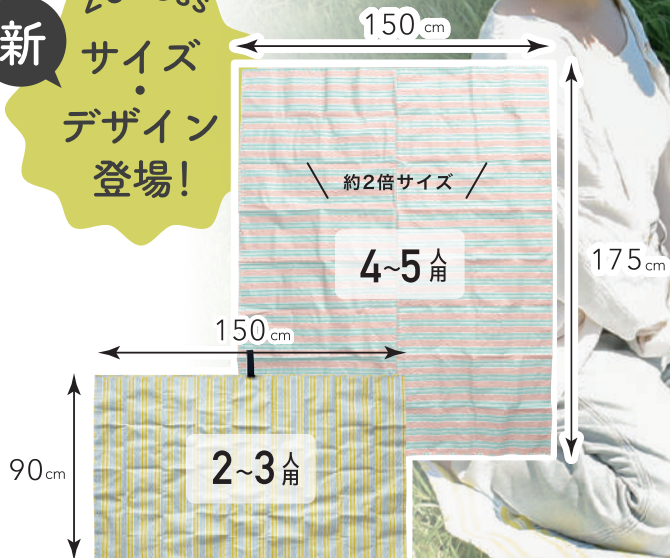 新
サイズ
・
デザイン
登場!
150cm
約2倍サイズ
4~5人用
175cm
150cm
2~3人用
90cm